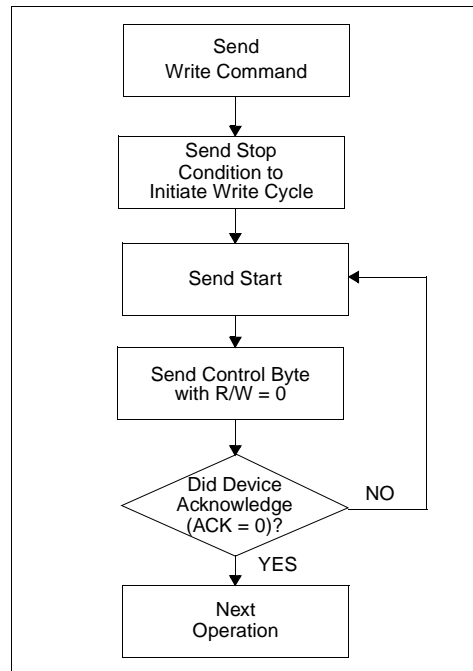 Send
Write Command
Send Stop
Condition to
Initiate Write Cycle
Send Start
Send Control Byte
with R/W = 0
Did Device
Acknowledge
(ACK = 0)?
NO
YES
Next
Operation